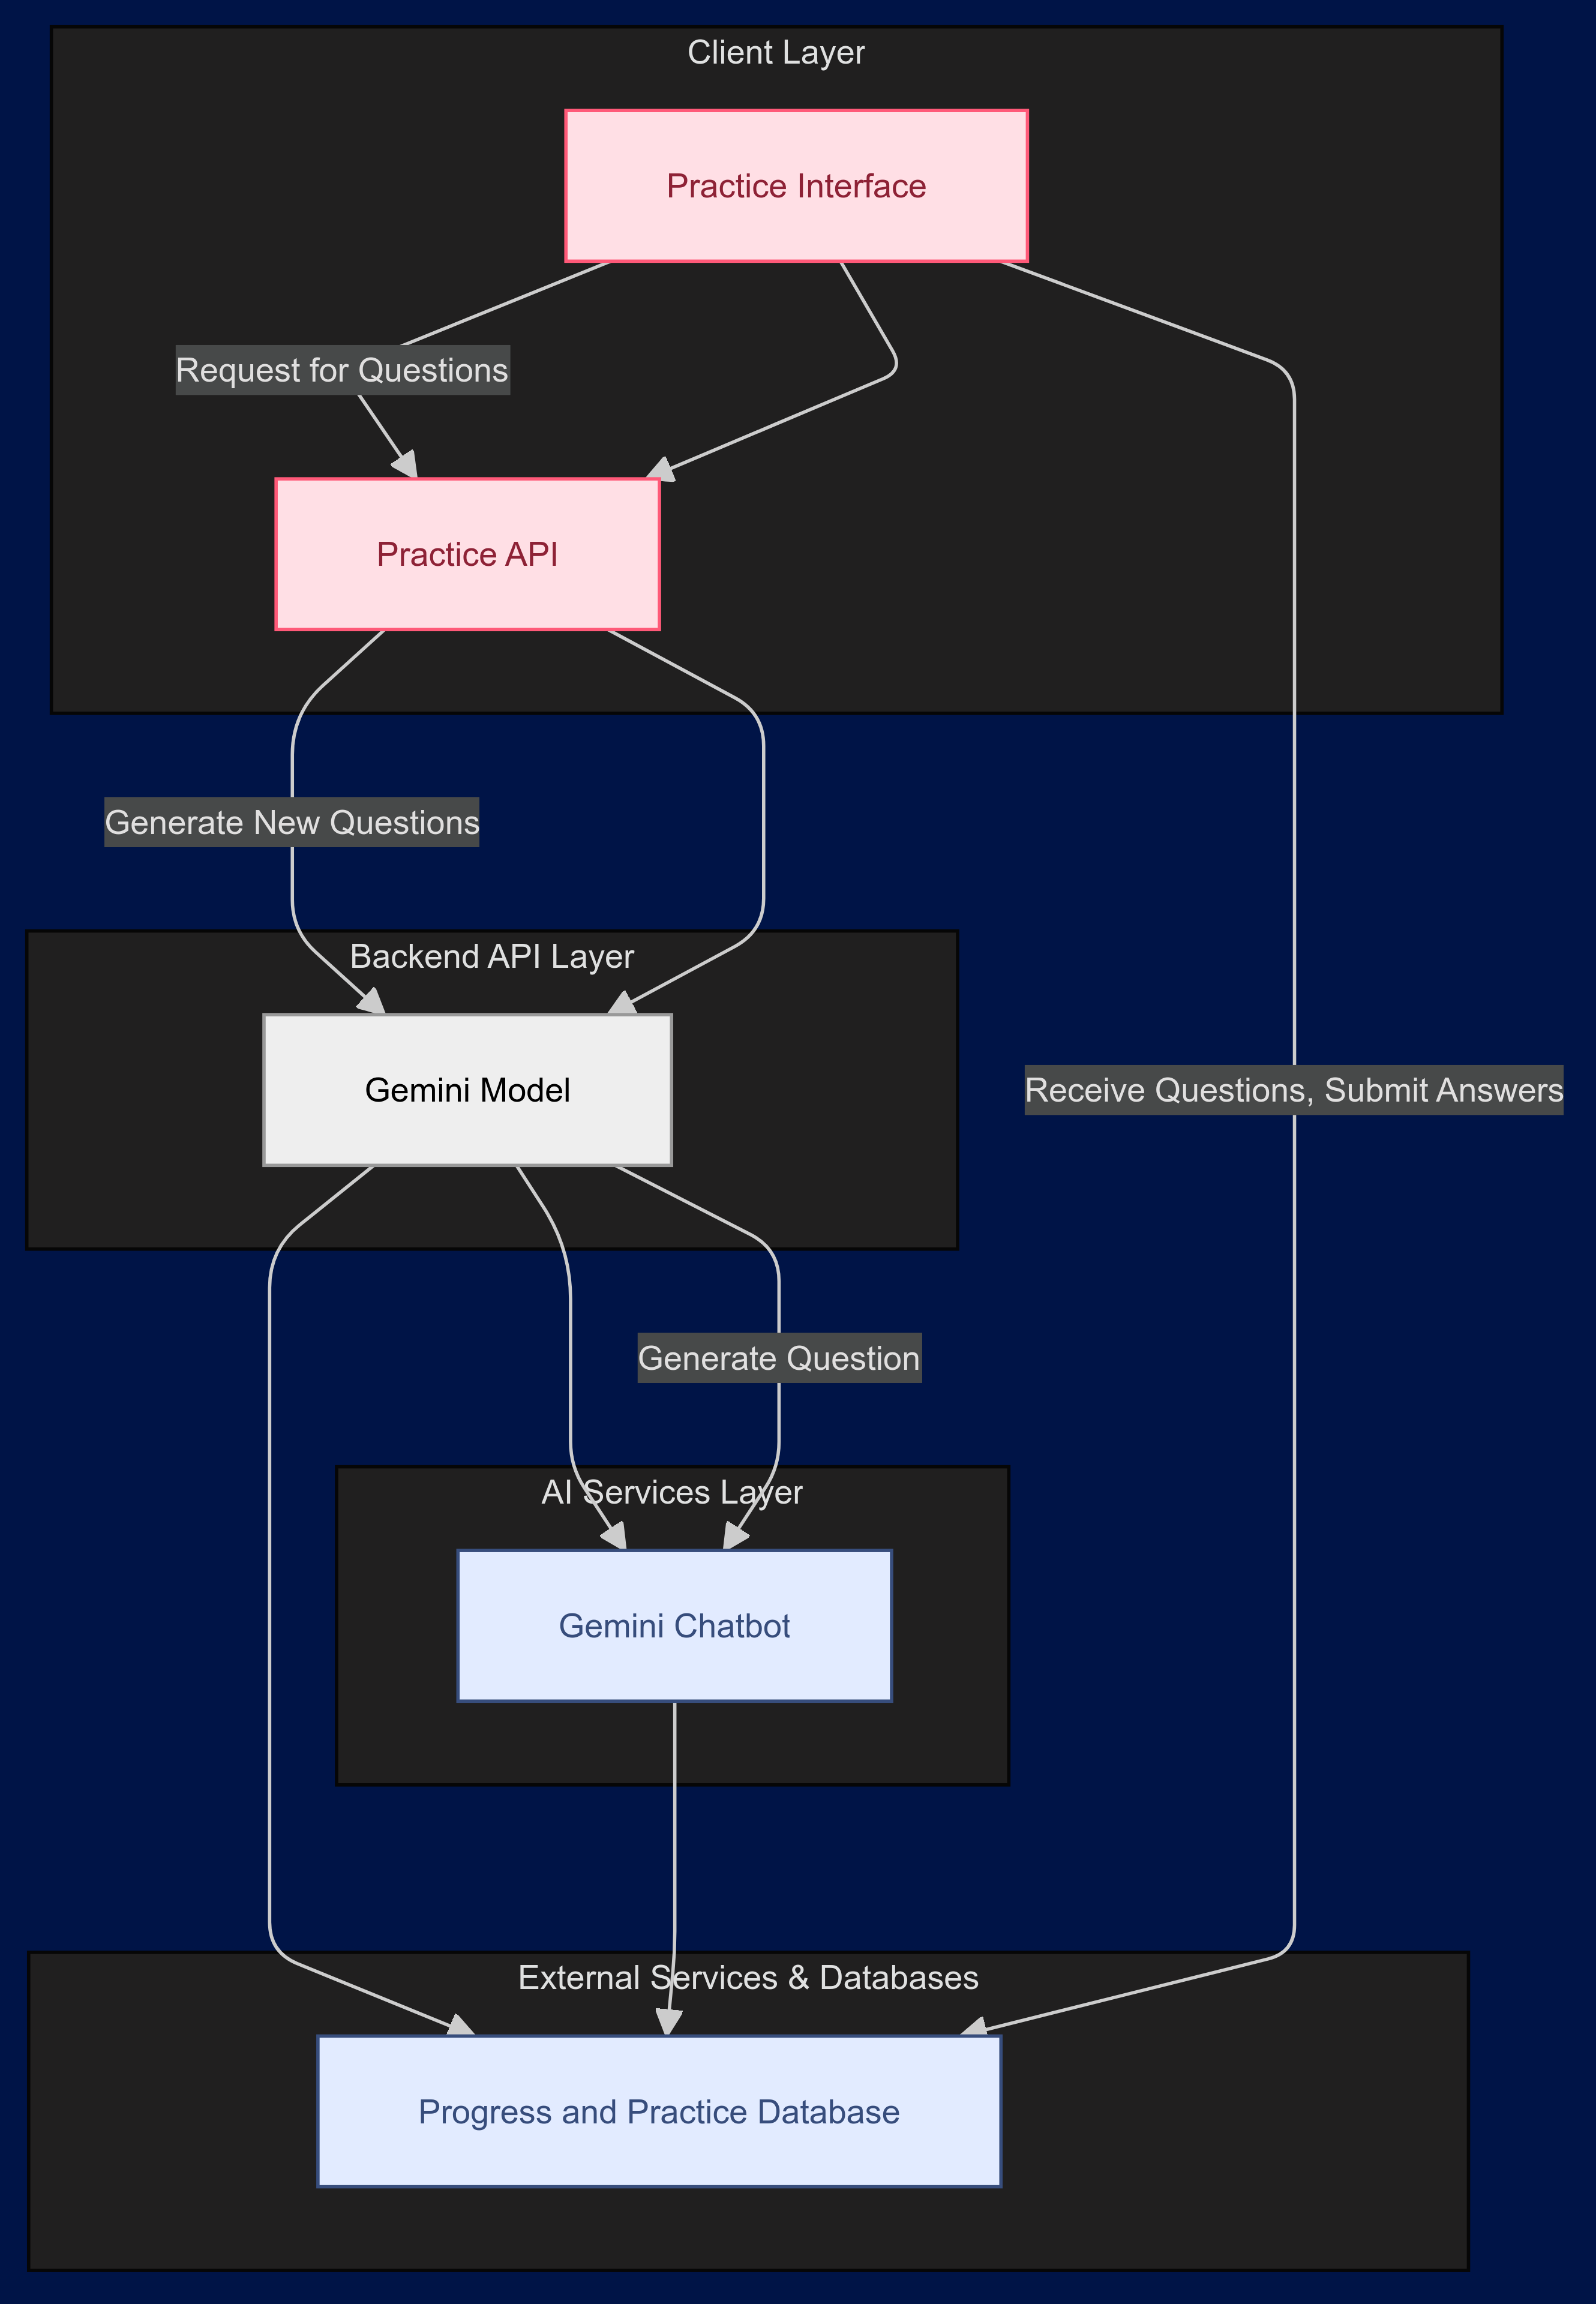 Client Layer
Practice Interface
Request for Questions
Practice API
Generate New Questions
Backend API Layer
Gemini Model
Receive Questions, Submit Answers
Generate Question
AI Services Layer
Gemini Chatbot
External Services & Databases
Progress and Practice Database